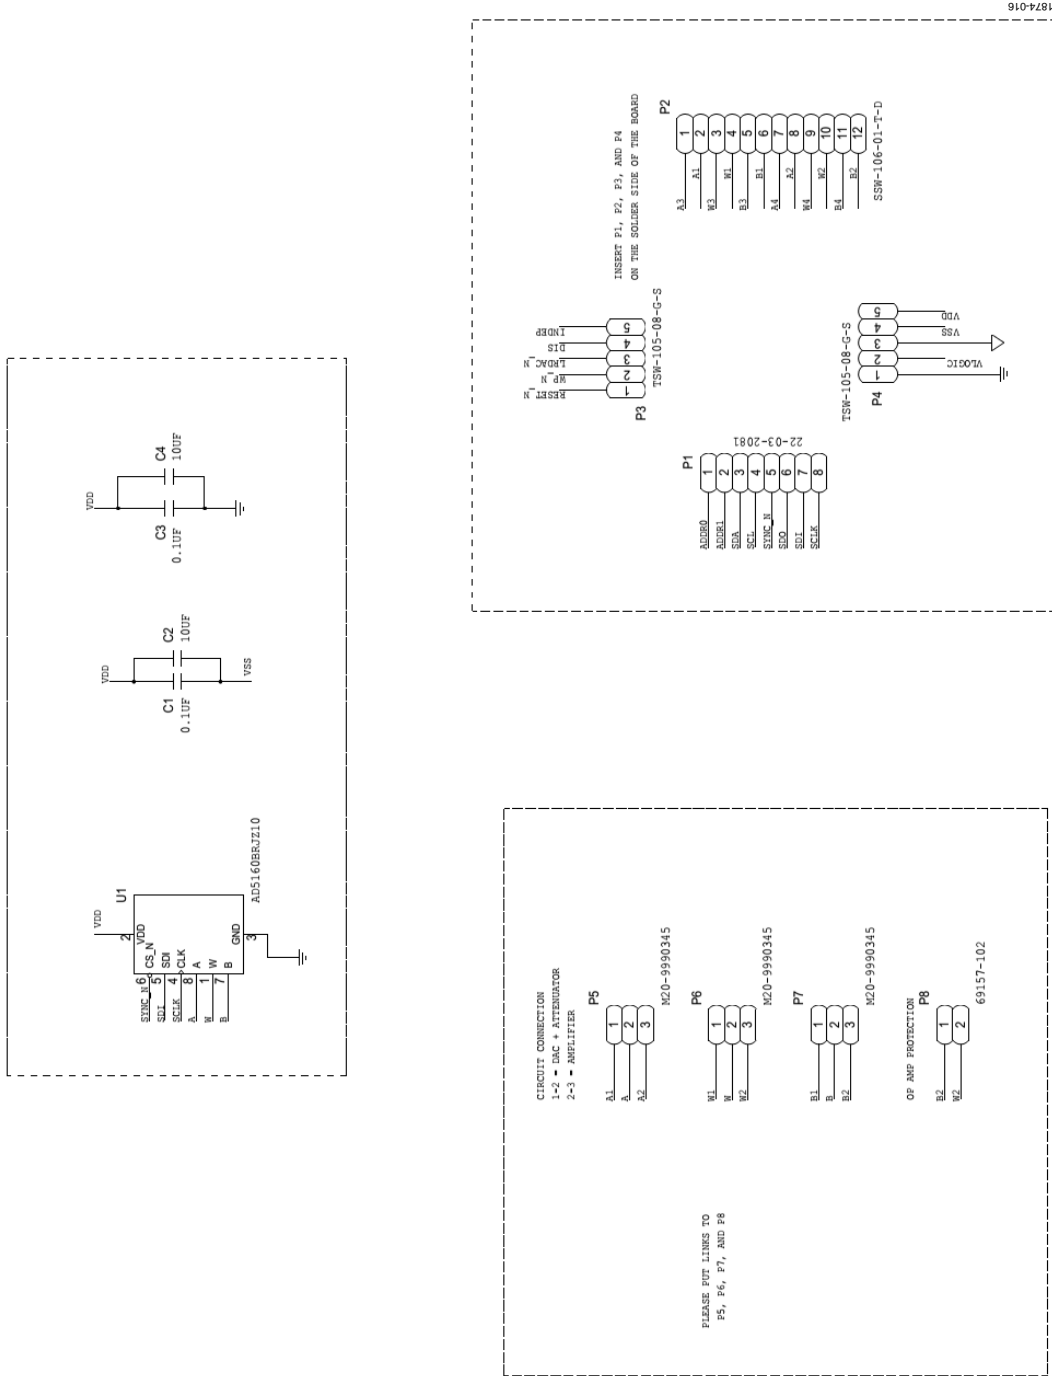 11874-016
P2
1
2
3
4
5
6
7
8
9
10
11
12
A3
A1
W3
W1
B3
B1
A4
A2
W4
W2
B4
B2
SSW-106-01-T-D
INSERT P1, P2, P3, AND P4
ON THE SOLDER SIDE OF THE BOARD
INDEP
DIS
LRDAC_N
WP_N
RESET_N
5
4
3
2
1
P3
TSW-105-08-G-S
TSW-105-08-G-S
P4
5
4
3
2
1
VDD
VSS
VLOGIC
P1
22-03-2081
1
2
3
4
5
6
7
8
ADDR0
ADDR1
SDA
SCL
SYNC_N
SDO
SDI
SCLK
VDD
C4
10UF
C3
0.1UF
VDD
C2
10UF
C1
0.1UF
VSS
U1
AD5160BRJZ10
VDD
2
VDD
SYNC_N
6
CS_N
SDI
5
SDI
SCLK
4
CLK
A
8
A
W
1
W
B
7
B
GND
3
CIRCUIT CONNECTION
1-2 = DAC + ATTENUATOR
2-3 = AMPLIFIER
P5
1
2
3
A1
A
A2
M20-9990345
P6
1
2
3
W1
W
W2
M20-9990345
P7
1
2
3
B1
B
B2
M20-9990345
OP AMP PROTECTION
P8
1
2
B2
W2
69157-102
PLEASE PUT LINKS TO
P5, P6, P7, AND P8